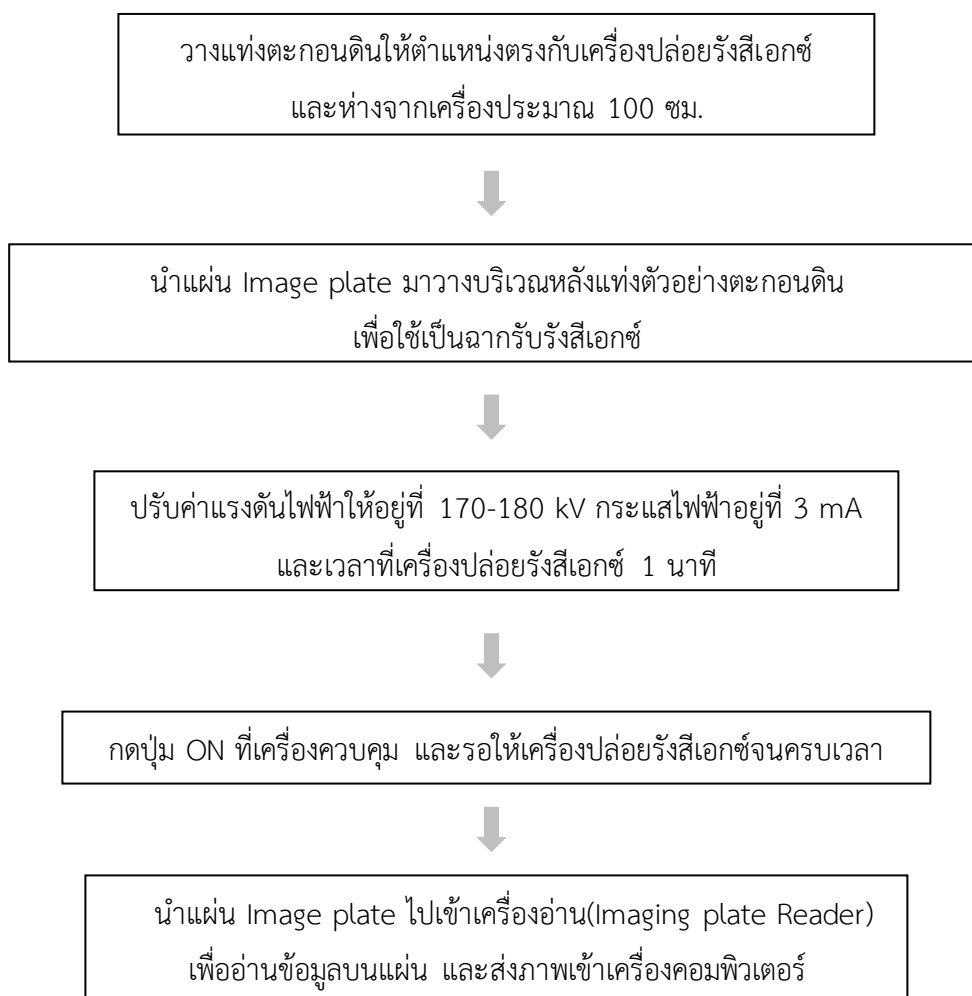 วางแท่งตะกอนดินให้ตำแหน่งตรงกับเครื่องปล่อยรังสีเอกซ์
และห่างจากเครื่องประมาณ 100 ซม.
นำแผ่น Image plate มาวางบริเวณหลังแท่งตัวอย่างตะกอนดิน
เพื่อใช้เป็นฉากรับรังสีเอกซ์
ปรับค่าแรงดันไฟฟ้าให้อยู่ที่ 170-180 kV กระแสไฟฟ้าอยู่ที่ 3 mA
และเวลาที่เครื่องปล่อยรังสีเอกซ์ 1 นาที
กดปุ่ม ON ที่เครื่องควบคุม และรอให้เครื่องปล่อยรังสีเอกซ์จนครบเวลา
นำแผ่น Image plate ไปเข้าเครื่องอ่าน(Imaging plate Reader)
เพื่ออ่านข้อมูลบนแผ่น และส่งภาพเข้าเครื่องคอมพิวเตอร์